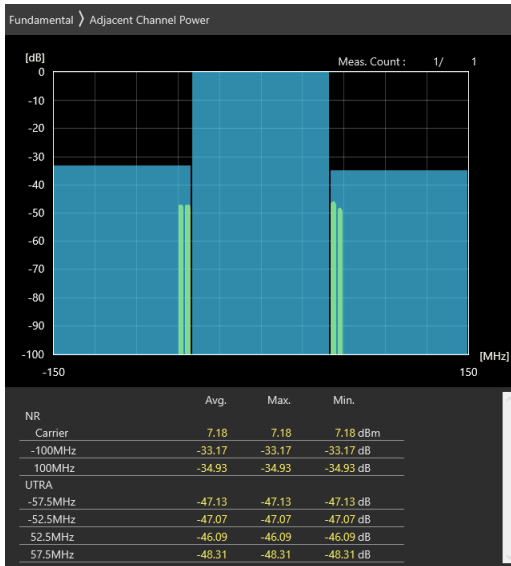 Fundamental 〉 Adjacent Channel Power
[dB]
Meas. Count : 1/ 1
0
-10
-20
-30
-40
-50
-60
-70
-80
-90
-100
[MHz]
-150 150
Avg. Max. Min.
NR
Carrier 7.18 7.18 7.18 dBm
-100MHz -33.17 -33.17 -33.17 dB
100MHz -34.93 -34.93 -34.93 dB
UTRA
-57.5MHz -47.13 -47.13 -47.13 dB
-52.5MHz -47.07 -47.07 -47.07 dB
52.5MHz -46.09 -46.09 -46.09 dB
57.5MHz -48.31 -48.31 -48.31 dB